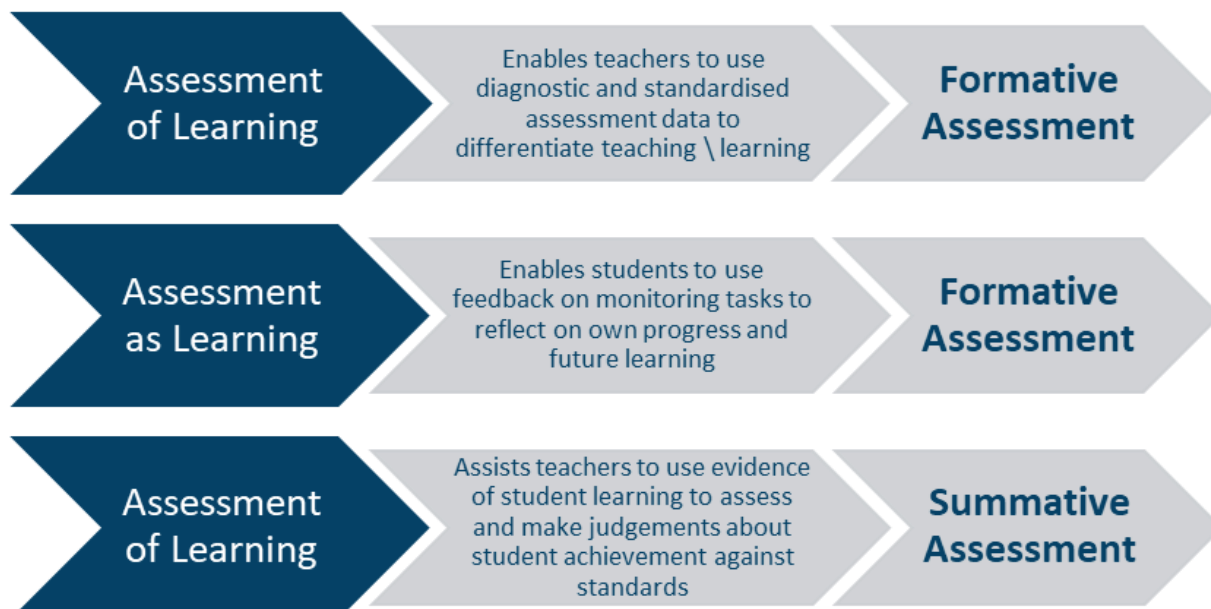 Assessment
of Learning
Enables teachers to use
diagnostic and standardised
assessment data to
differentiate teaching \ learning
Formative
Assessment
Assessment
as Learning
Enables students to use
feedback on monitoring tasks to
reflect on own progress and
future learning
Formative
Assessment
Assessment
of Learning
Assists teachers to use evidence
of student learning to assess
and make judgements about
student achievement against
standards
Summative
Assessment